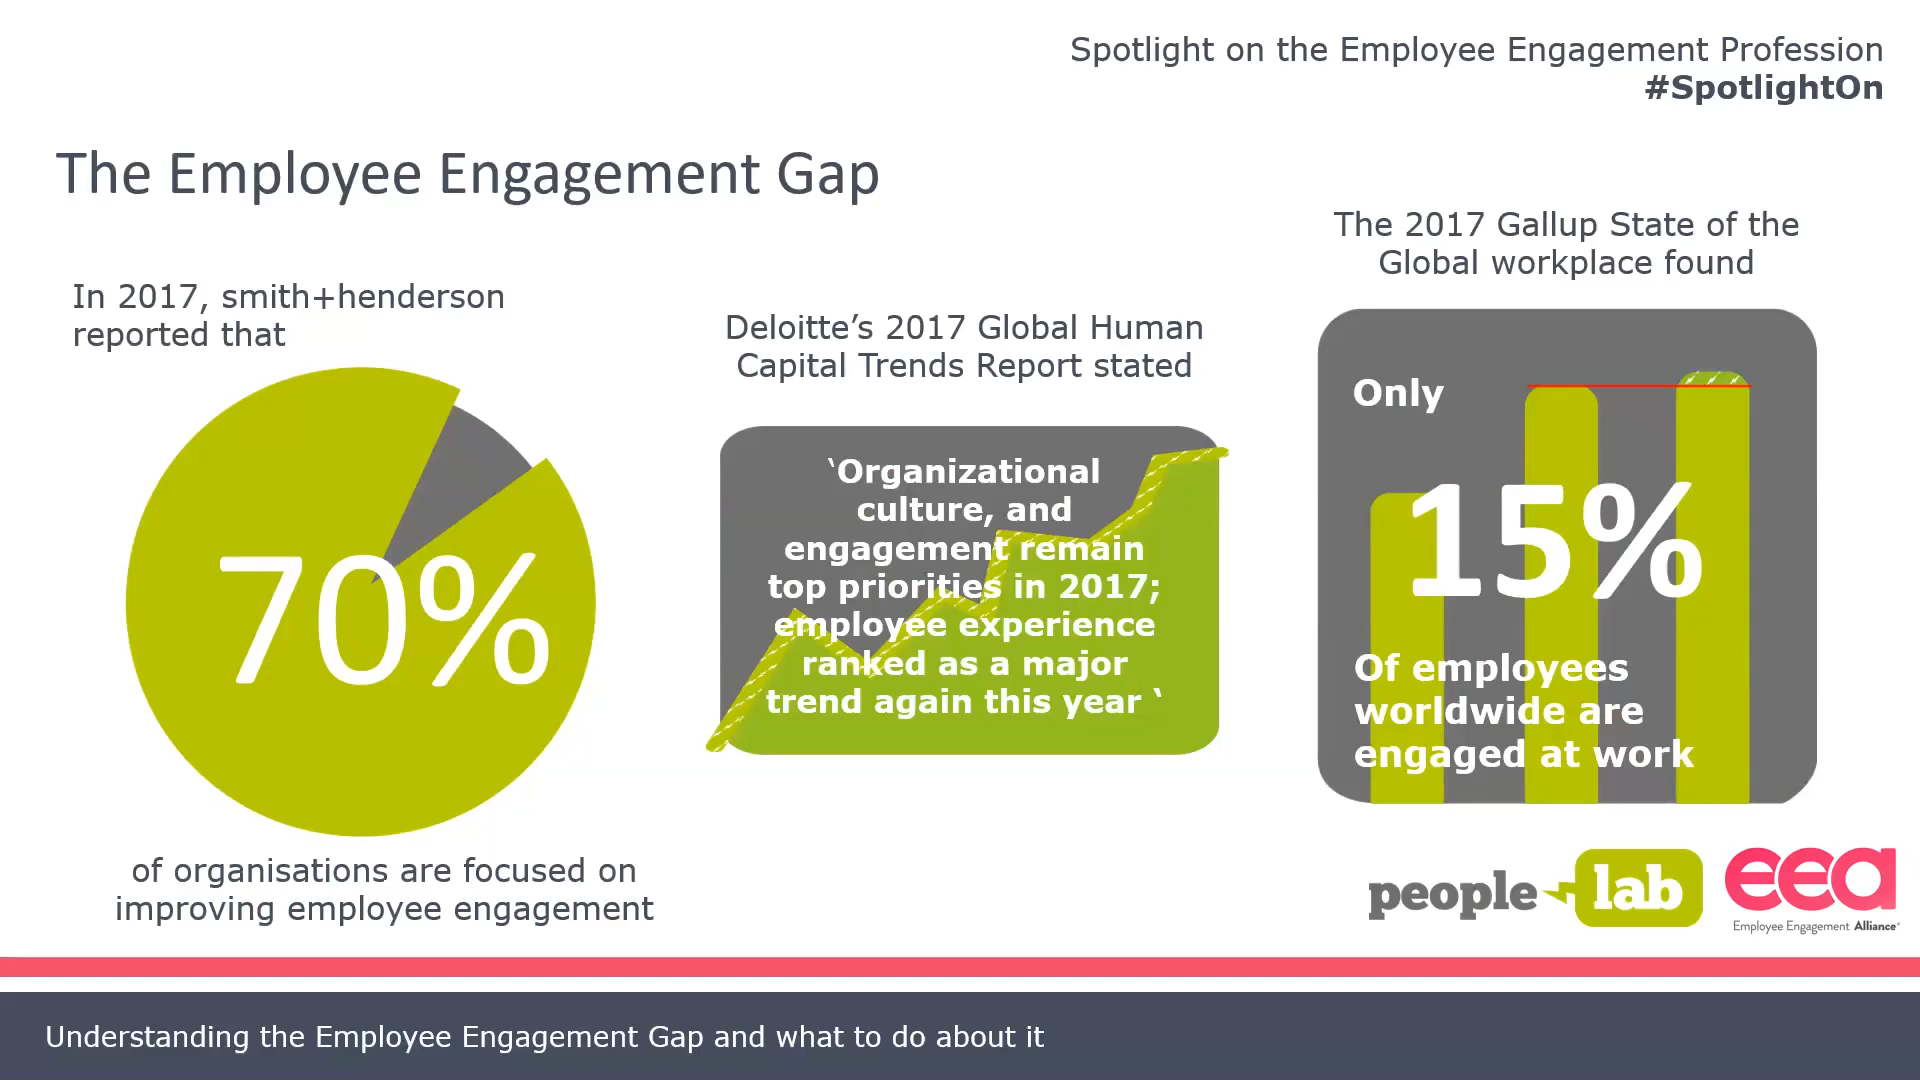 Spotlight on the Employee Engagement Profession
#SpotlightOn
The Employee Engagement Gap
In 2017, smith+henderson
reported that
70%
of organisations are focused on
improving employee engagement
Deloitte’s 2017 Global Human
Capital Trends Report stated
‘Organizational
culture, and
engagement remain
top priorities in 2017;
employee experience
ranked as a major
trend again this year ‘
The 2017 Gallup State of the
Global workplace found
Only
15%
Of employees
worldwide are
engaged at work
people lab
eea
Employee Engagement Alliance
Understanding the Employee Engagement Gap and what to do about it